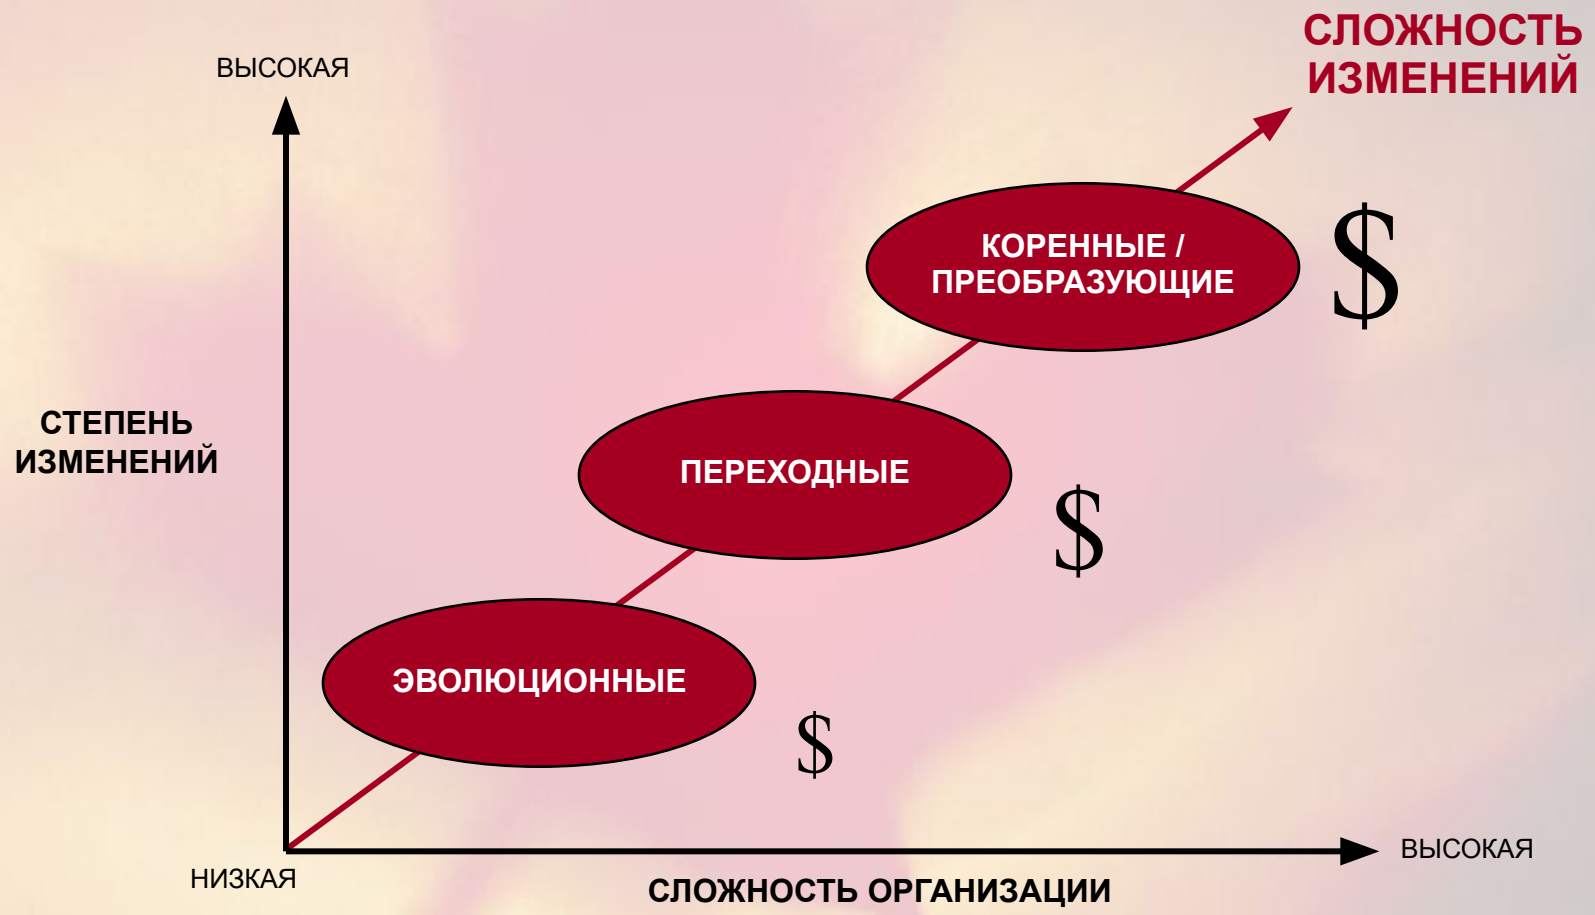 СЛОЖНОСТЬ
ИЗМЕНЕНИЙ
ВЫСОКАЯ
КОРЕННЫЕ /
ПРЕОБРАЗУЮЩИЕ
$
СТЕПЕНЬ
ИЗМЕНЕНИЙ
ПЕРЕХОДНЫЕ
$
ЭВОЛЮЦИОННЫЕ
$
ВЫСОКАЯ
НИЗКАЯ
СЛОЖНОСТЬ ОРГАНИЗАЦИИ